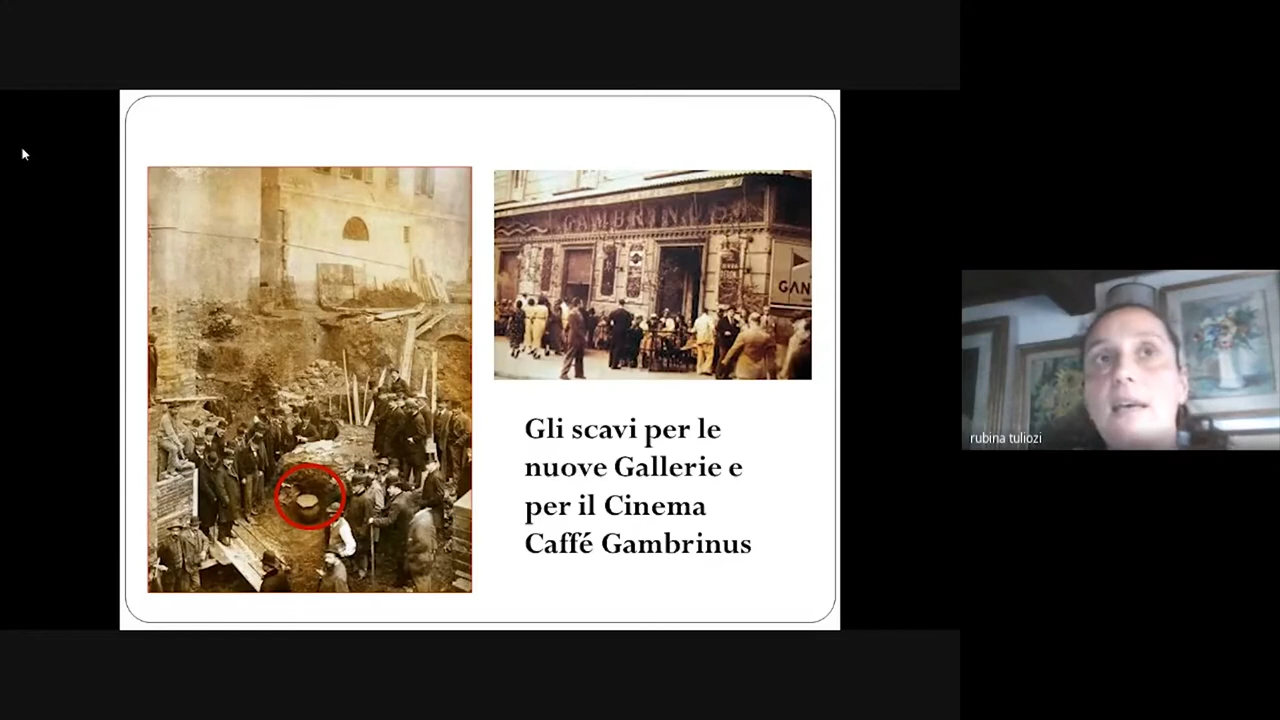 GAMBRINUS
GAN
Gli scavi per le
nuove Gallerie e
per il Cinema
Caffé Gambrinus
rubina tuliozi